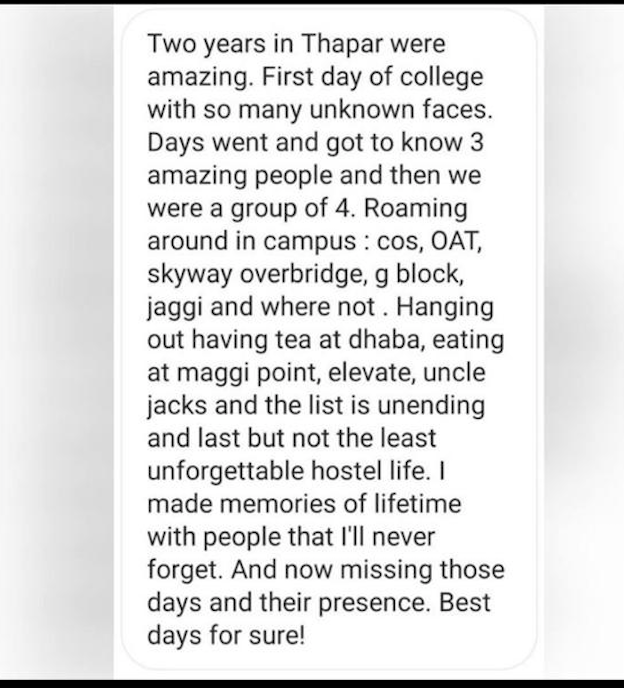 Two years in Thapar were
amazing. First day of college
with so many unknown faces.
Days went and got to know 3
amazing people and then we
were a group of 4. Roaming
around in campus : cos, OAT,
skyway overbridge, g block,
jaggi and where not . Hanging
out having tea at dhaba, eating
at maggi point, elevate, uncle
jacks and the list is unending
and last but not the least
unforgettable hostel life. I
made memories of lifetime
with people that I'll never
forget. And now missing those
days and their presence. Best
days for sure!